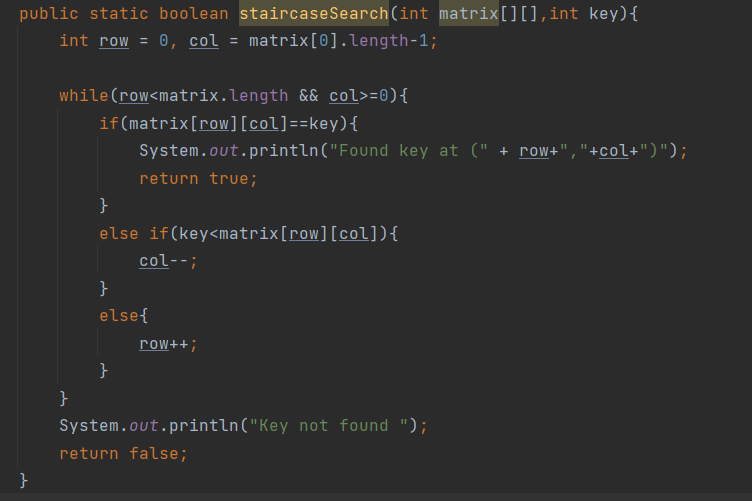 public static boolean staircaseSearch(int matrix[][],int key){
int row = 0, col = matrix[0].length-1;
while(row<matrix.length && col>=0){
if(matrix[row][col]==key){
System.out.println("Found key at (" + row+","+col+")");
return true;
}
else if(key<matrix[row][col]){
col--;
}
else{
row++;
}
}
System.out.println("Key not found ");
return false;
}